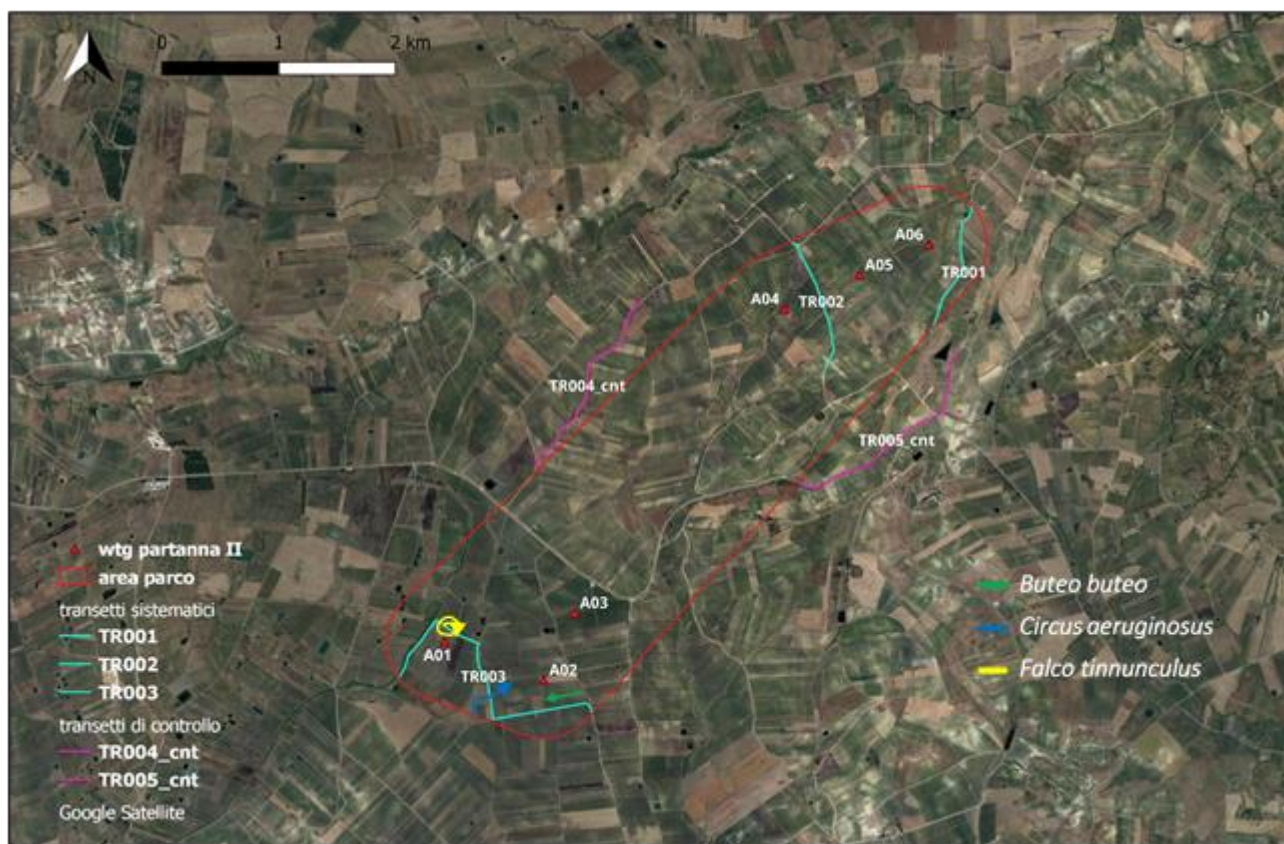 0 1 2 km
N
A06
A05
TR001
A04
TR002
TR004_cnt
TR005_cnt
wtg partanna II
area parco
transetti sistematici
TR001
TR002
TR003
transetti di controllo
TR004_cnt
TR005_cnt
Google Satellite
A03
A01
TR003
A02
Buteo buteo
Circus aeruginosus
Falco tinnunculus